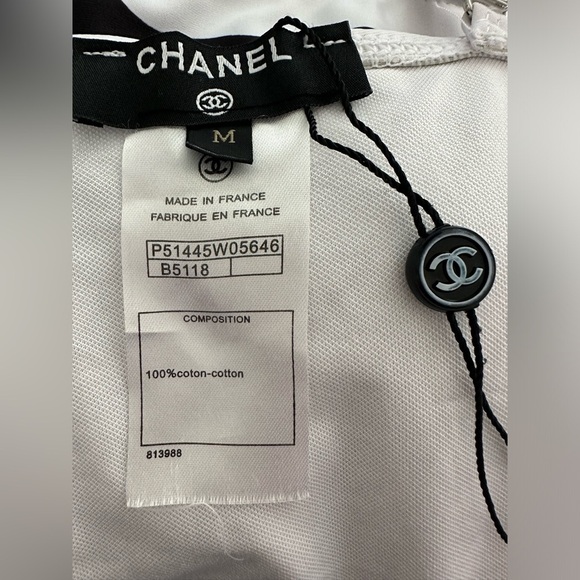 CHANEL
M
MADE IN FRANCE
FABRIQUE EN FRANCE
P51445W05646
B5118
COMPOSITION
100%coton-cotton
813988